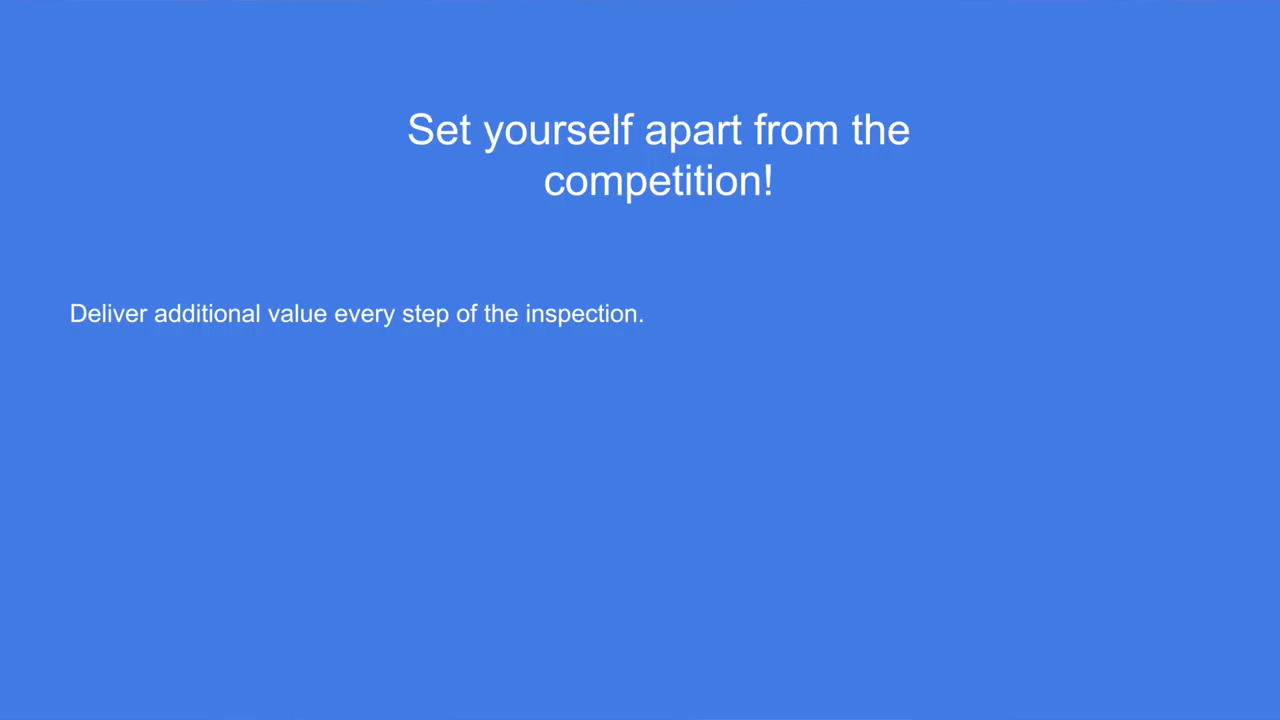 Set yourself apart from the
competition!
Deliver additional value every step of the inspection.